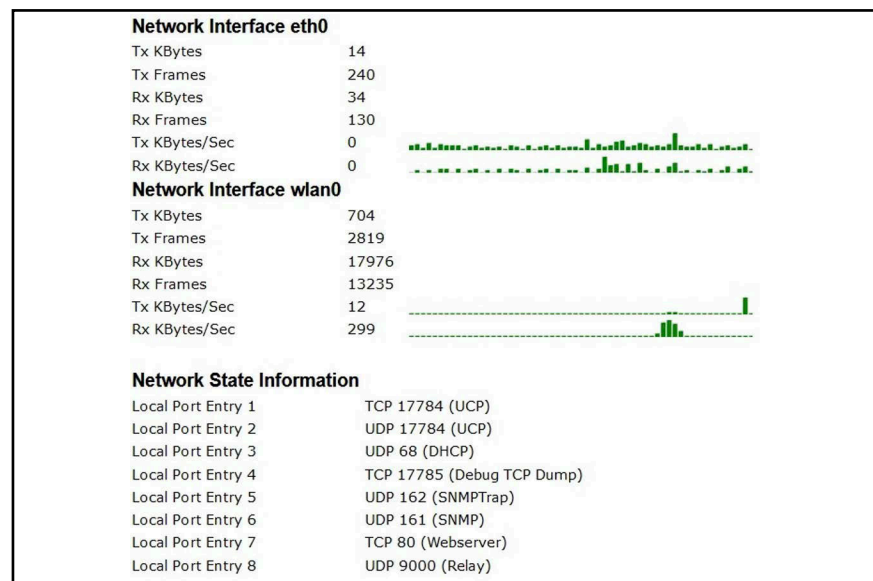 Network Interface eth0
Tx KBytes 14
Tx Frames 240
Rx KBytes 34
Rx Frames 130
Tx KBytes/Sec 0
Rx KBytes/Sec 0
Network Interface wlan0
Tx KBytes 704
Tx Frames 2819
Rx KBytes 17976
Rx Frames 13235
Tx KBytes/Sec 12
Rx KBytes/Sec 299
Network State Information
Local Port Entry 1 TCP 17784 (UCP)
Local Port Entry 2 UDP 17784 (UCP)
Local Port Entry 3 UDP 68 (DHCP)
Local Port Entry 4 TCP 17785 (Debug TCP Dump)
Local Port Entry 5 UDP 162 (SNMPTrap)
Local Port Entry 6 UDP 161 (SNMP)
Local Port Entry 7 TCP 80 (Webserver)
Local Port Entry 8 UDP 9000 (Relay)